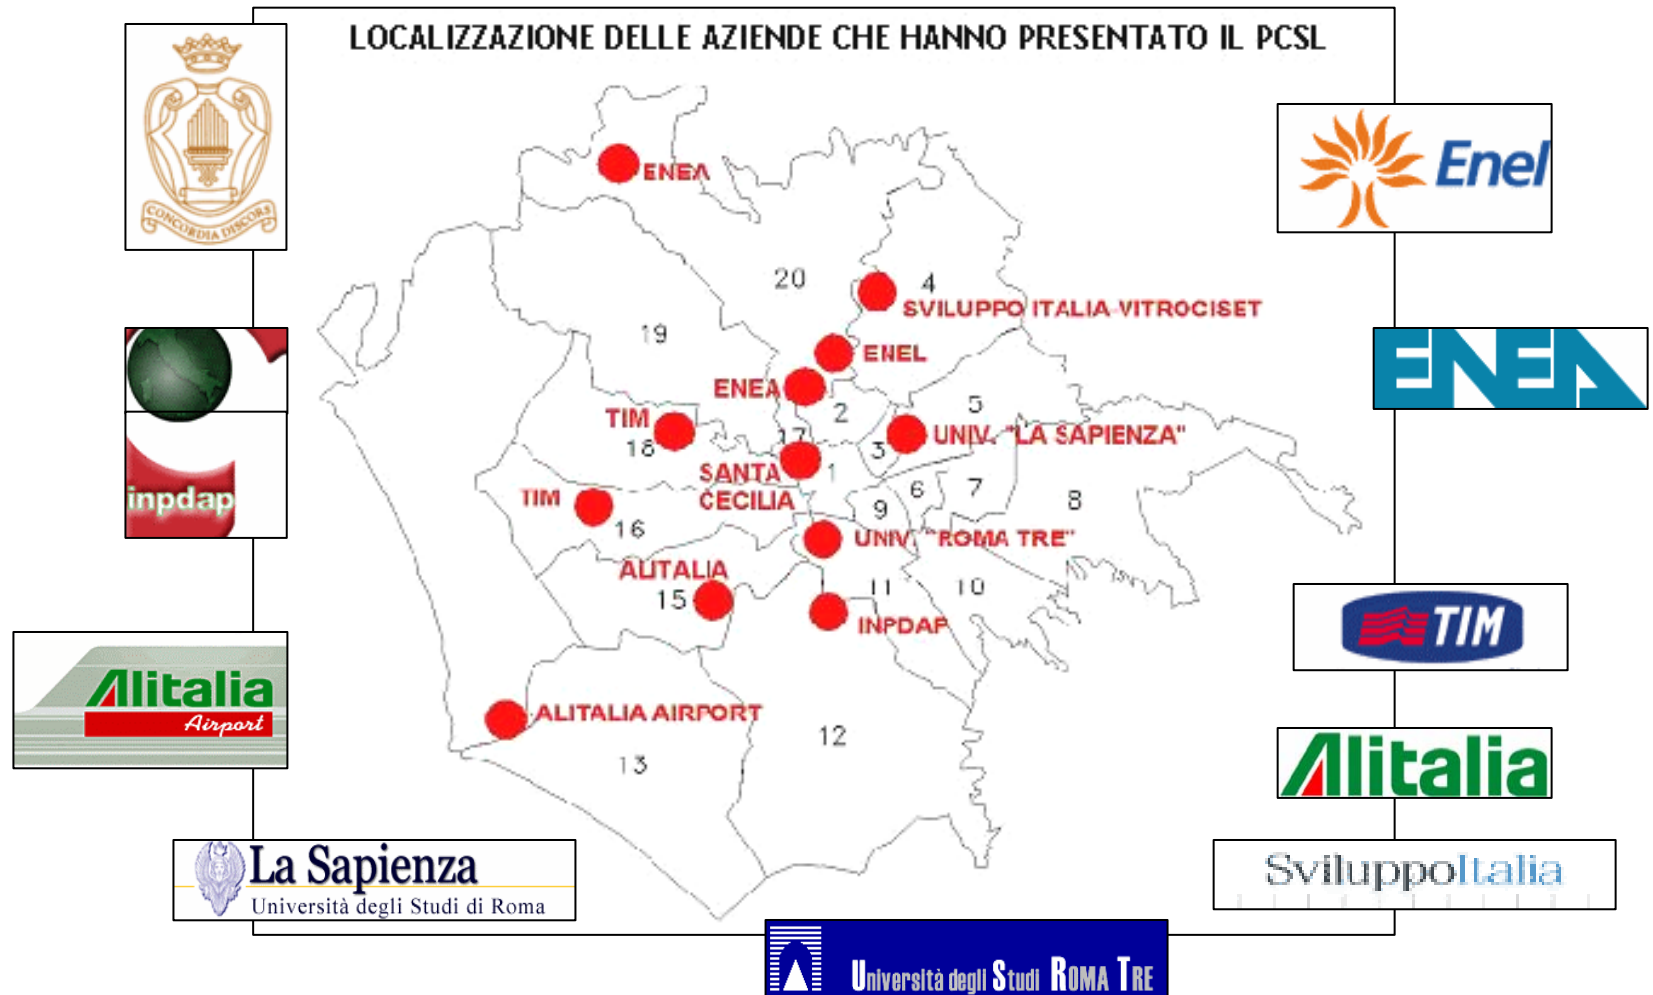 LOCALIZZAZIONE DELLE AZIENDE CHE HANNO PRESENTATO IL PCSL
CONCORDIA DISCORS
Enel
ENEA
20
4
SVILUPPO ITALIA-VITROCISET
19
ENEL
ENEA
ENEA
2
5
TIM
18
17
3
UNIV. "LA SAPIENZA"
SANTA
CECILIA
1
inpdap
TIM
16
9
6
7
8
UNIV. "ROMA TRE"
ALITALIA
15
11
10
INPDAP
TIM
Alitalia
Airport
ALITALIA AIRPORT
12
13
Alitalia
La Sapienza
Università degli Studi di Roma
SviluppoItalia
Università degli Studi ROMA TRE